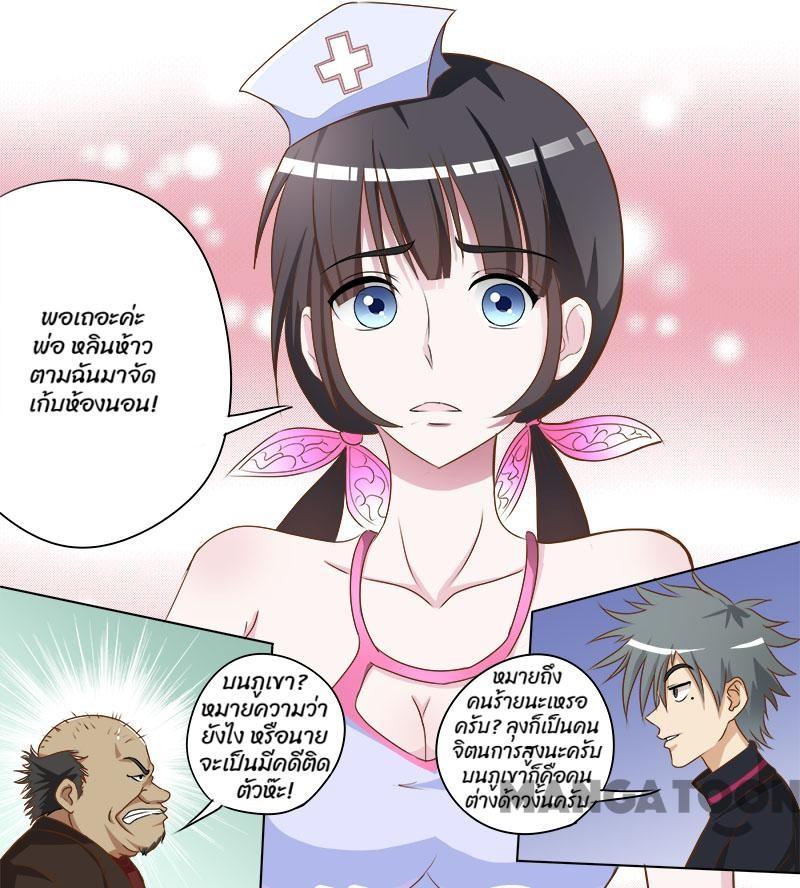 พอเถอะค่ะ
พ่อ หลินห้าว
ตามฉันมาจัด
เก้บห้องนอน!
บนภูเขา?
หมายความว่า
ยังไง หรือนาย
จะเป็นมีคดีติด
ตัวห๊ะ!
หมายถึง
คนร้ายนะเหรอ
ครับ? ลุงก็เป็นคน
จิตนการสูงนะครับ
บนภูเขาก็คือคน
ต่างด้าวงั้นครับ
MANGATOON